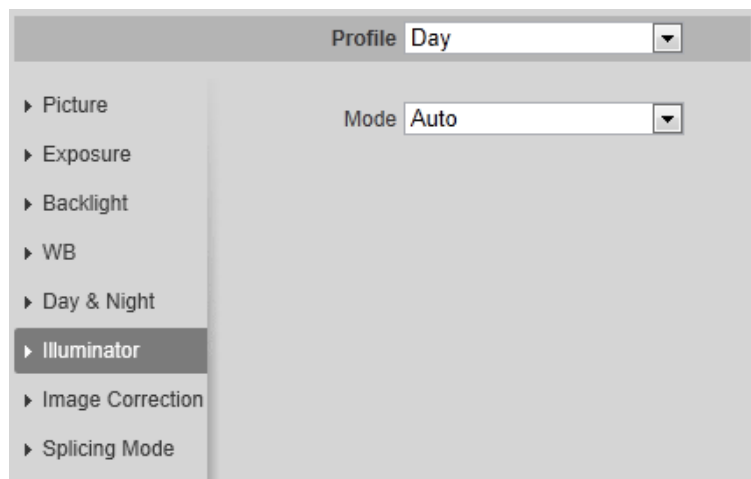 Profile Day
Mode Auto
Picture
Exposure
Backlight
WB
Day & Night
Illuminator
Image Correction
Splicing Mode